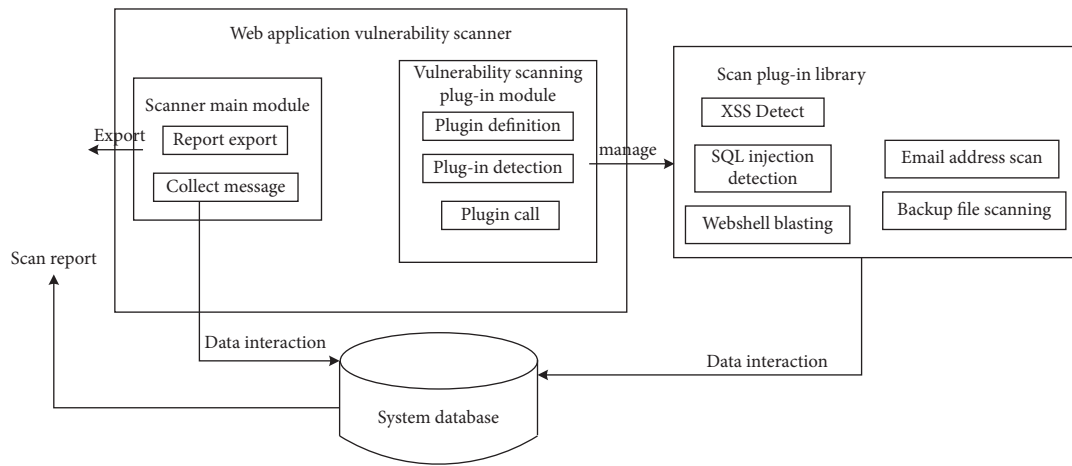 Web application vulnerability scanner
Scanner main module
Report export
Collect message
Export
Vulnerability scanning
plug-in module
Plugin definition
Plug-in detection
Plugin call
manage
Scan plug-in library
XSS Detect
SQL injection
detection
Webshell blasting
Email address scan
Backup file scanning
Scan report
Data interaction
Data interaction
System database